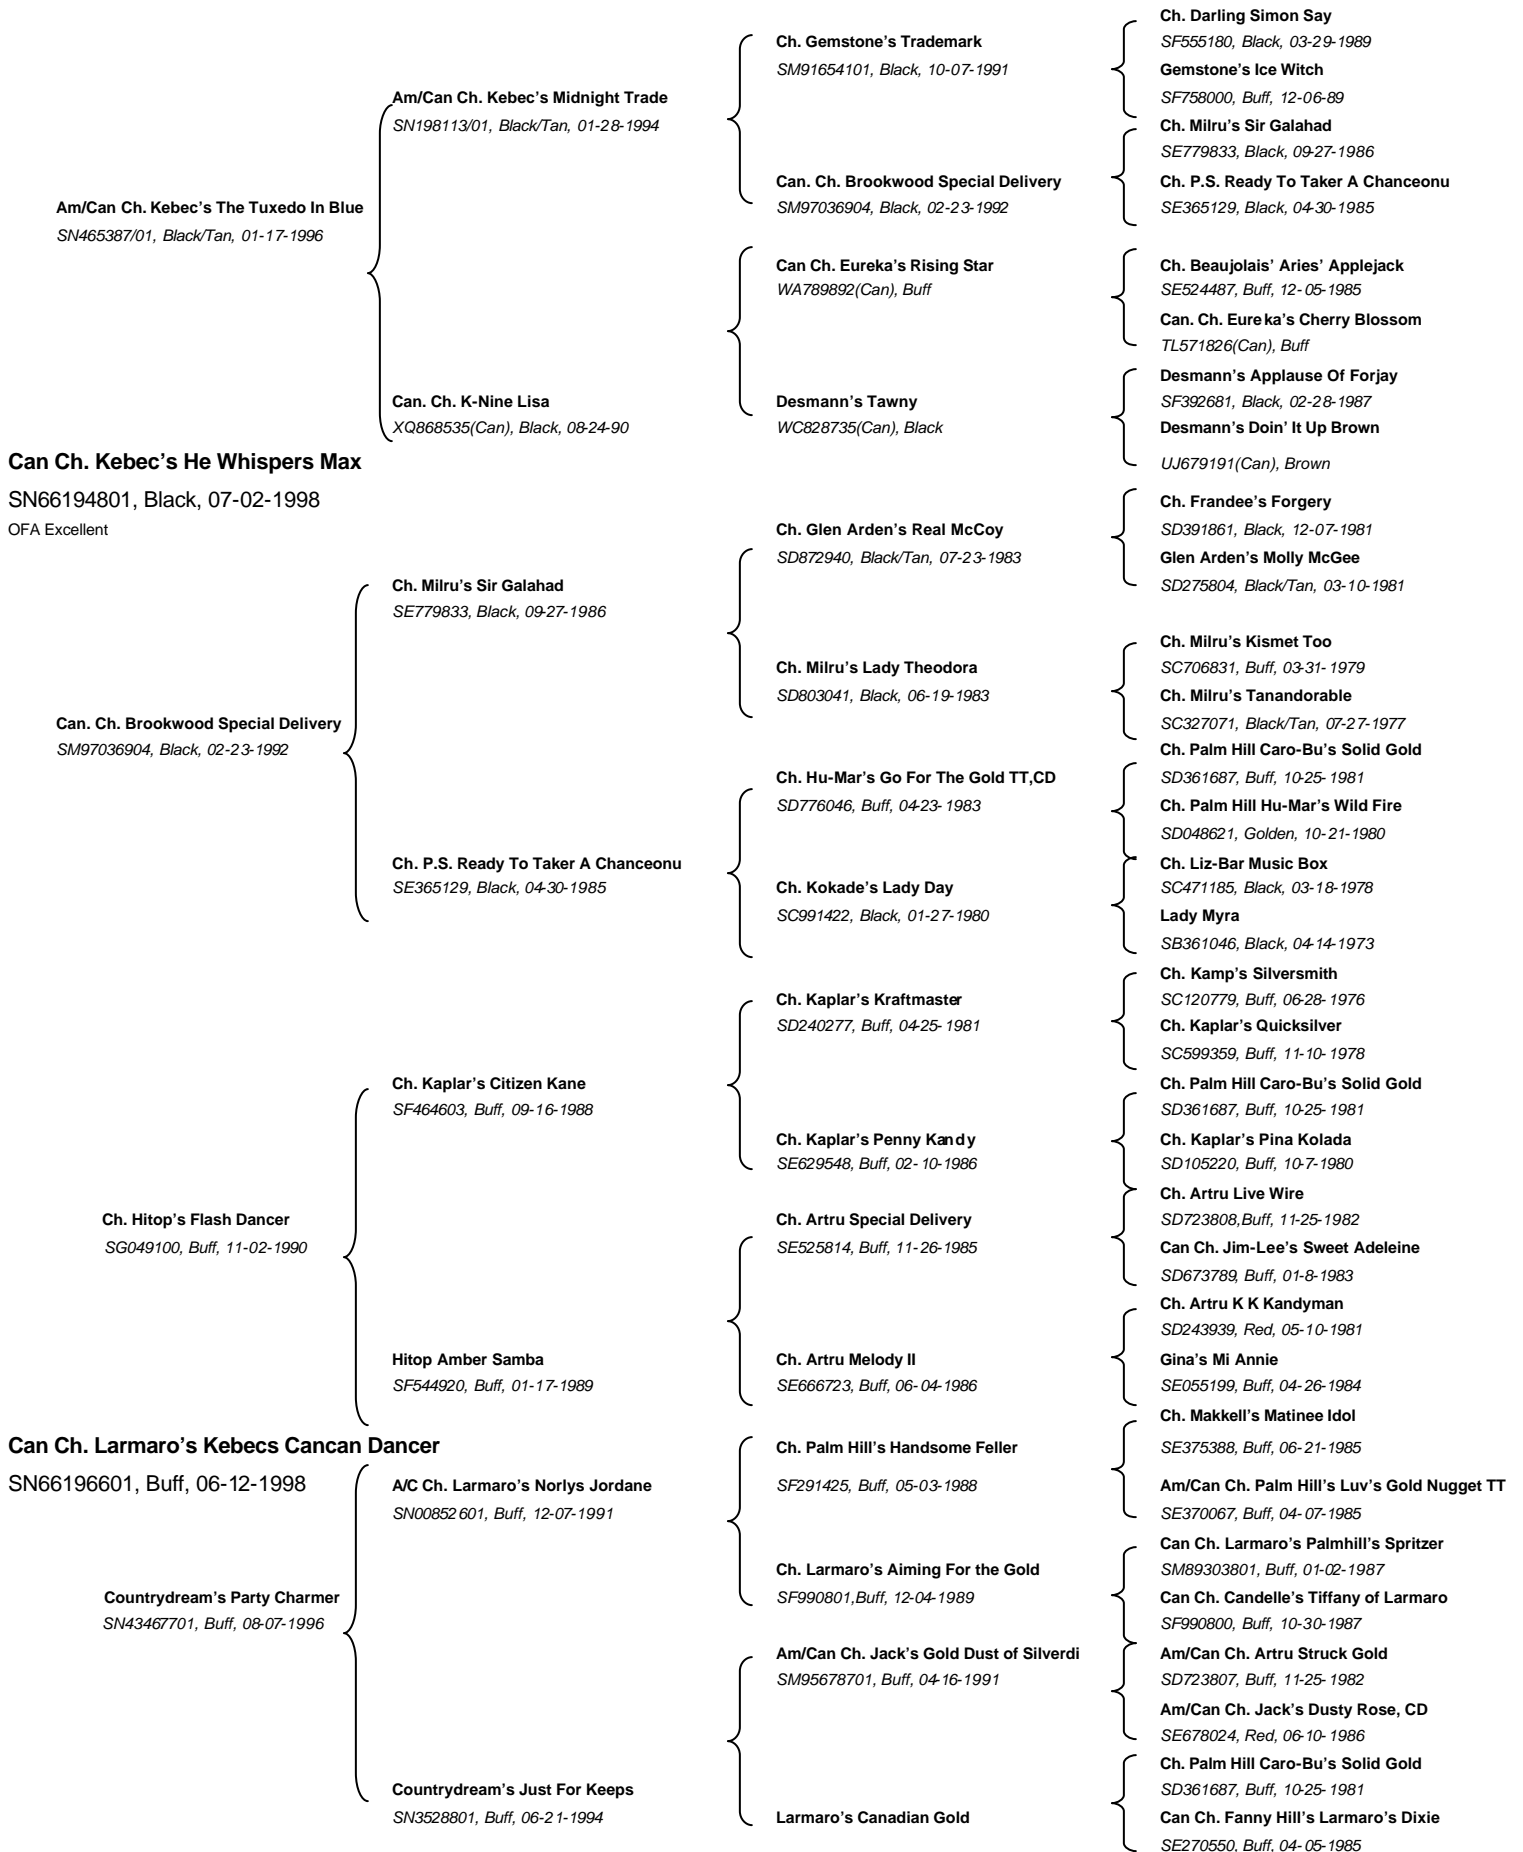 Ch. Darling Simon Say
SF555180, Black, 03-29-1989
Ch. Gemstone’s Trademark
SM91654101, Black, 10-07-1991
Gemstone’s Ice Witch
SF758000, Buff, 12-06-89
Am/Can Ch. Kebec’s Midnight Trade
SN198113/01, Black/Tan, 01-28-1994
Ch. Milru’s Sir Galahad
SE779833, Black, 09-27-1986
Can. Ch. Brookwood Special Delivery
SM97036904, Black, 02-23-1992
Ch. P.S. Ready To Taker A Chanceonu
SE365129, Black, 04-30-1985
Am/Can Ch. Kebec’s The Tuxedo In Blue
SN465387/01, Black/Tan, 01-17-1996
Can Ch. Eureka’s Rising Star
WA789892(Can), Buff
Ch. Beaujolais’ Aries’ Applejack
SE524487, Buff, 12-05-1985
Can. Ch. Eureka’s Cherry Blossom
TL571826(Can), Buff
Can. Ch. K-Nine Lisa
XQ868535(Can), Black, 08-24-90
Desmann’s Tawny
WC828735(Can), Black
Desmann’s Applause Of Forjay
SF392681, Black, 02-28-1987
Desmann’s Doin’ It Up Brown
UJ679191(Can), Brown
Can Ch. Kebec’s He Whispers Max
SN66194801, Black, 07-02-1998
OFA Excellent
Ch. Glen Arden’s Real McCoy
SD872940, Black/Tan, 07-23-1983
Ch. Frandee’s Forgery
SD391861, Black, 12-07-1981
Glen Arden’s Molly McGee
SD275804, Black/Tan, 03-10-1981
Ch. Milru’s Sir Galahad
SE779833, Black, 09-27-1986
Ch. Milru’s Lady Theodora
SD803041, Black, 06-19-1983
Ch. Milru’s Kismet Too
SC706831, Buff, 03-31-1979
Ch. Milru’s Tanandorable
SC327071, Black/Tan, 07-27-1977
Can. Ch. Brookwood Special Delivery
SM97036904, Black, 02-23-1992
Ch. Hu-Mar’s Go For The Gold TT,CD
SD776046, Buff, 04-23-1983
Ch. Palm Hill Caro-Bu’s Solid Gold
SD361687, Buff, 10-25-1981
Ch. Palm Hill Hu-Mar’s Wild Fire
SD048621, Golden, 10-21-1980
Ch. P.S. Ready To Taker A Chanceonu
SE365129, Black, 04-30-1985
Ch. Kokade’s Lady Day
SC991422, Black, 01-27-1980
Ch. Liz-Bar Music Box
SC471185, Black, 03-18-1978
Lady Myra
SB361046, Black, 04-14-1973
Ch. Kaplar’s Kraftmaster
SD240277, Buff, 04-25-1981
Ch. Kamp’s Silversmith
SC120779, Buff, 06-28-1976
Ch. Kaplar’s Quicksilver
SC599359, Buff, 11-10-1978
Ch. Kaplar’s Citizen Kane
SF464603, Buff, 09-16-1988
Ch. Kaplar’s Penny Kandy
SE629548, Buff, 02-10-1986
Ch. Palm Hill Caro-Bu’s Solid Gold
SD361687, Buff, 10-25-1981
Ch. Kaplar’s Pina Kolada
SD105220, Buff, 10-7-1980
Ch. Hitop’s Flash Dancer
SG049100, Buff, 11-02-1990
Ch. Artru Special Delivery
SE525814, Buff, 11-26-1985
Ch. Artru Live Wire
SD723808,Buff, 11-25-1982
Can Ch. Jim-Lee’s Sweet Adeleine
SD673789, Buff, 01-8-1983
Hitop Amber Samba
SF544920, Buff, 01-17-1989
Ch. Artru Melody II
SE666723, Buff, 06-04-1986
Ch. Artru K K Kandyman
SD243939, Red, 05-10-1981
Gina’s Mi Annie
SE055199, Buff, 04-26-1984
Can Ch. Larmaro’s Kebecs Cancan Dancer
SN66196601, Buff, 06-12-1998
Ch. Palm Hill’s Handsome Feller
SF291425, Buff, 05-03-1988
Ch. Makkell’s Matinee Idol
SE375388, Buff, 06-21-1985
Am/Can Ch. Palm Hill’s Luv’s Gold Nugget TT
SE370067, Buff, 04-07-1985
A/C Ch. Larmaro’s Norlys Jordane
SN00852601, Buff, 12-07-1991
Ch. Larmaro’s Aiming For the Gold
SF990801,Buff, 12-04-1989
Can Ch. Larmaro’s Palmhill’s Spritzer
SM89303801, Buff, 01-02-1987
Can Ch. Candelle’s Tiffany of Larmaro
SF990800, Buff, 10-30-1987
Countrydream’s Party Charmer
SN43467701, Buff, 08-07-1996
Am/Can Ch. Jack’s Gold Dust of Silverdi
SM95678701, Buff, 04-16-1991
Am/Can Ch. Artru Struck Gold
SD723807, Buff, 11-25-1982
Am/Can Ch. Jack’s Dusty Rose, CD
SE678024, Red, 06-10-1986
Countrydream’s Just For Keeps
SN3528801, Buff, 06-21-1994
Larmaro’s Canadian Gold
Ch. Palm Hill Caro-Bu’s Solid Gold
SD361687, Buff, 10-25-1981
Can Ch. Fanny Hill’s Larmaro’s Dixie
SE270550, Buff, 04-05-1985